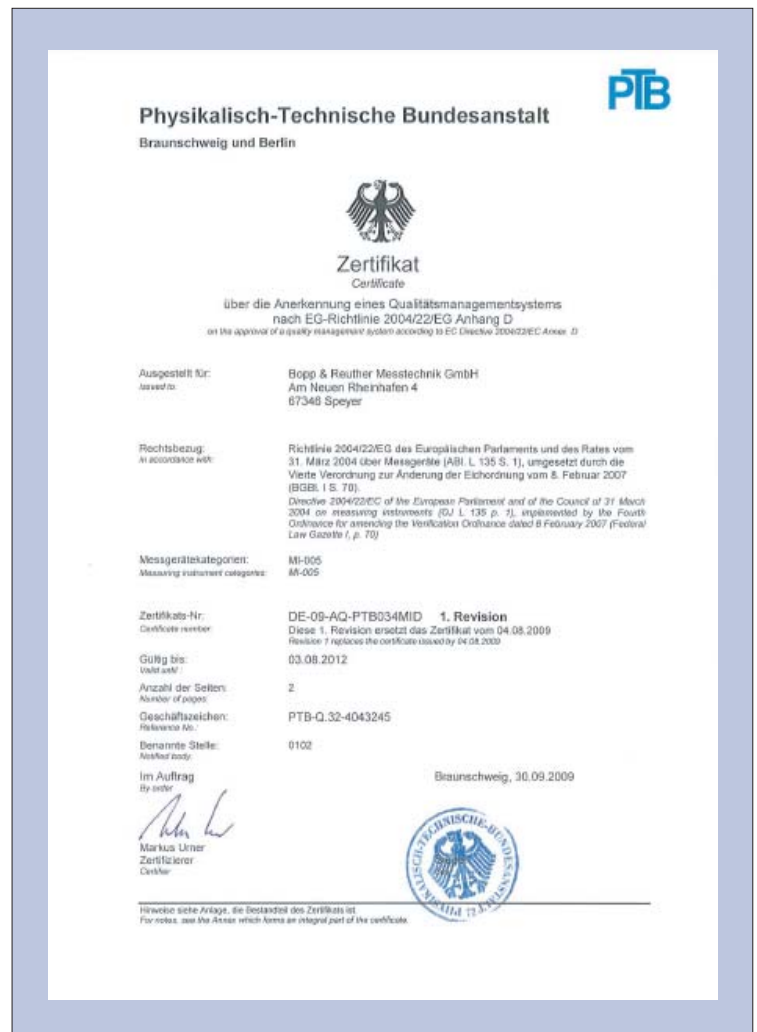 PTB
Physikalisch-Technische Bundesanstalt
Braunschweig und Berlin
Zertifikat
Certificate
über die Anerkennung eines Qualitätsmanagementsystems
nach EG-Richtlinie 2004/22/EG Anhang D
on the approval of a quality management system according to EC Directive 2004/22/EC Annex D
Ausgestellt für: Bopp & Reuther Messtechnik GmbH
Issued to: Am Neuen Rheinhafen 4
67346 Speyer
Rechtsbezug: Richtlinie 2004/22/EG des Europäischen Parlaments und des Rates vom
In accordance with: 31. März 2004 über Messgeräte (ABl. L 135 S. 1), umgesetzt durch die
Vierte Verordnung zur Änderung der Eichordnung vom 8. Februar 2007
(BGBl. I S. 70).
Directive 2004/22/EC of the European Parliament and of the Council of 31 March
2004 on measuring instruments (OJ L 135 p. 1), implemented by the Fourth
Ordinance for amending the Verification Ordinance dated 8 February 2007 (Federal
Law Gazette I, p. 70)
Messgerätekategorien: MI-005
Measuring instrument categories: MI-005
Zertifikats-Nr: DE-09-AQ-PTB034MID 1. Revision
Certificate number: Diese 1. Revision ersetzt das Zertifikat vom 04.08.2009
Revision 1 replaces the certificate issued by 04.08.2009
Gültig bis: 03.08.2012
Valid until:
Anzahl der Seiten: 2
Number of pages:
Geschäftszeichen: PTB-Q.32-4043245
Reference No.:
Benannte Stelle: 0102
Notified body:
Im Auftrag Braunschweig, 30.09.2009
By order
Markus Urner
Zertifizierer
Certifier
PHYSIKALISCH-TECHNISCHE-BUNDESANSTALT
Hinweise siehe Anlage, die Bestandteil des Zertifikats ist.
For notes, see the Annex which forms an integral part of the certificate.